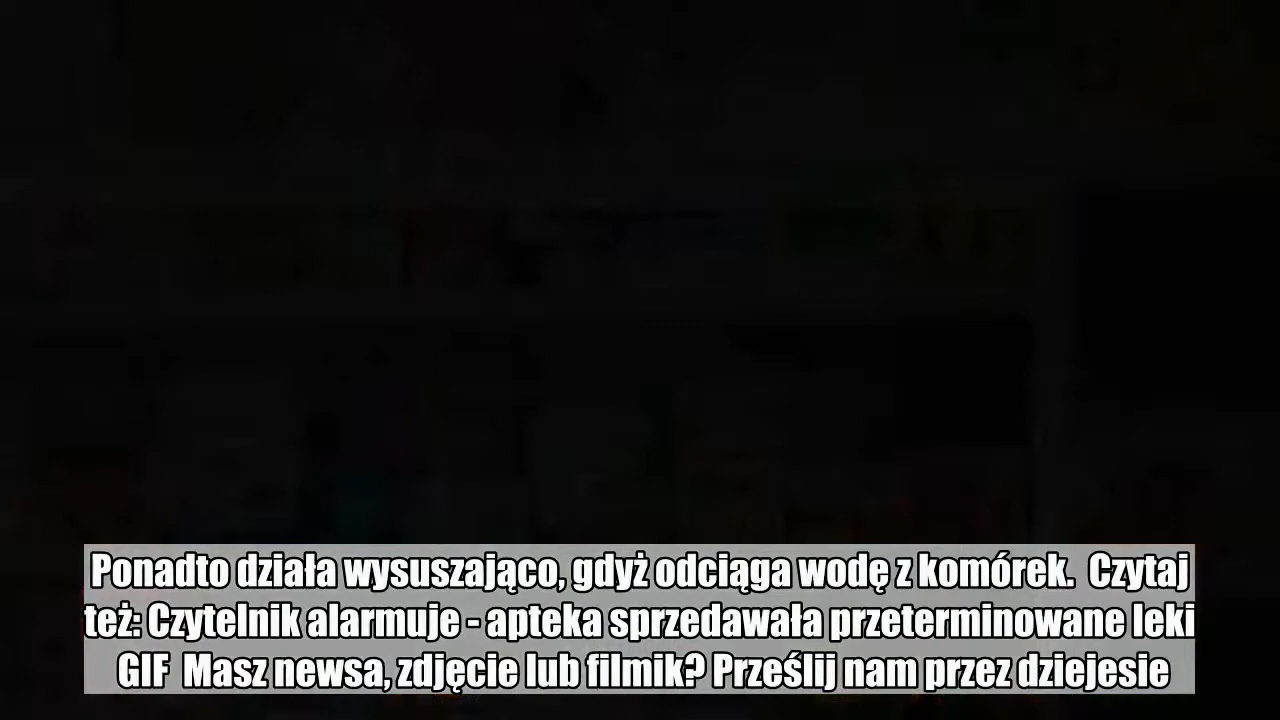 Ponadto działa wysuszająco, gdyż odciąga wodę z komórek.  Czytaj
też: Czytelnik alarmuje - apteka sprzedawała przeterminowane leki
GIF  Masz newsa, zdjęcie lub filmik? Prześlij nam przez dziejesie